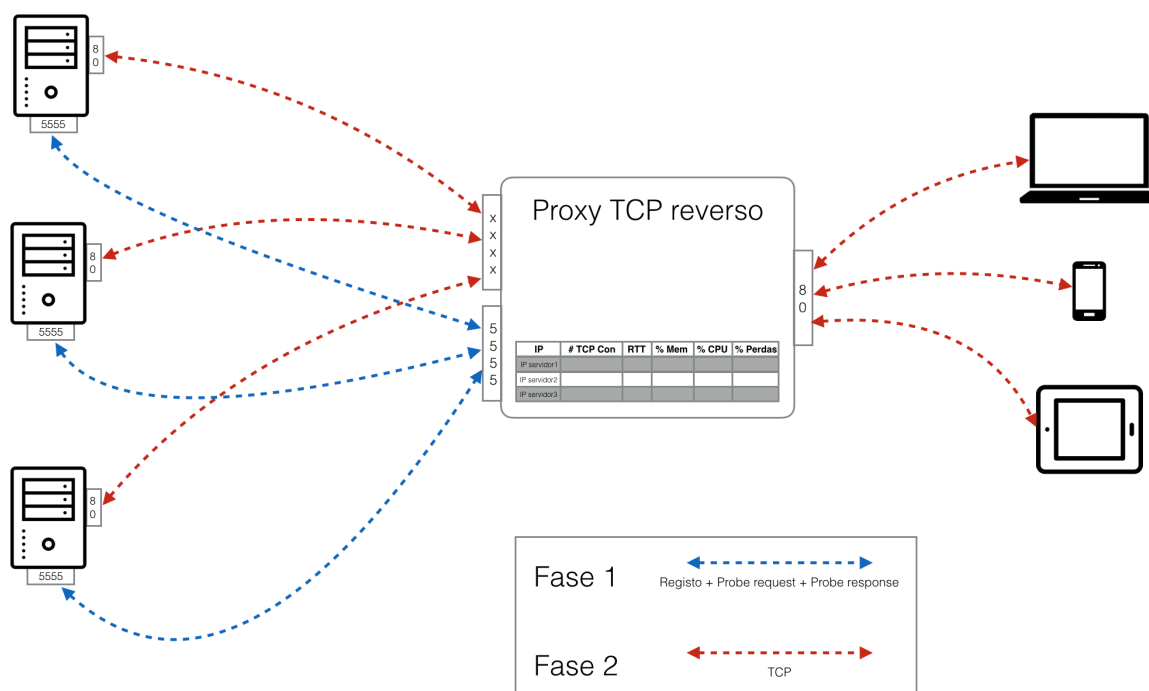 8
0
5555
8
0
5555
8
0
5555
Proxy TCP reverso
x
x
x
x
5
5
5
5
8
0
IP # TCP Con RTT % Mem % CPU % Perdas
IP servidor1
IP servidor2
IP servidor3
Fase 1
Registo + Probe request + Probe response
Fase 2
TCP